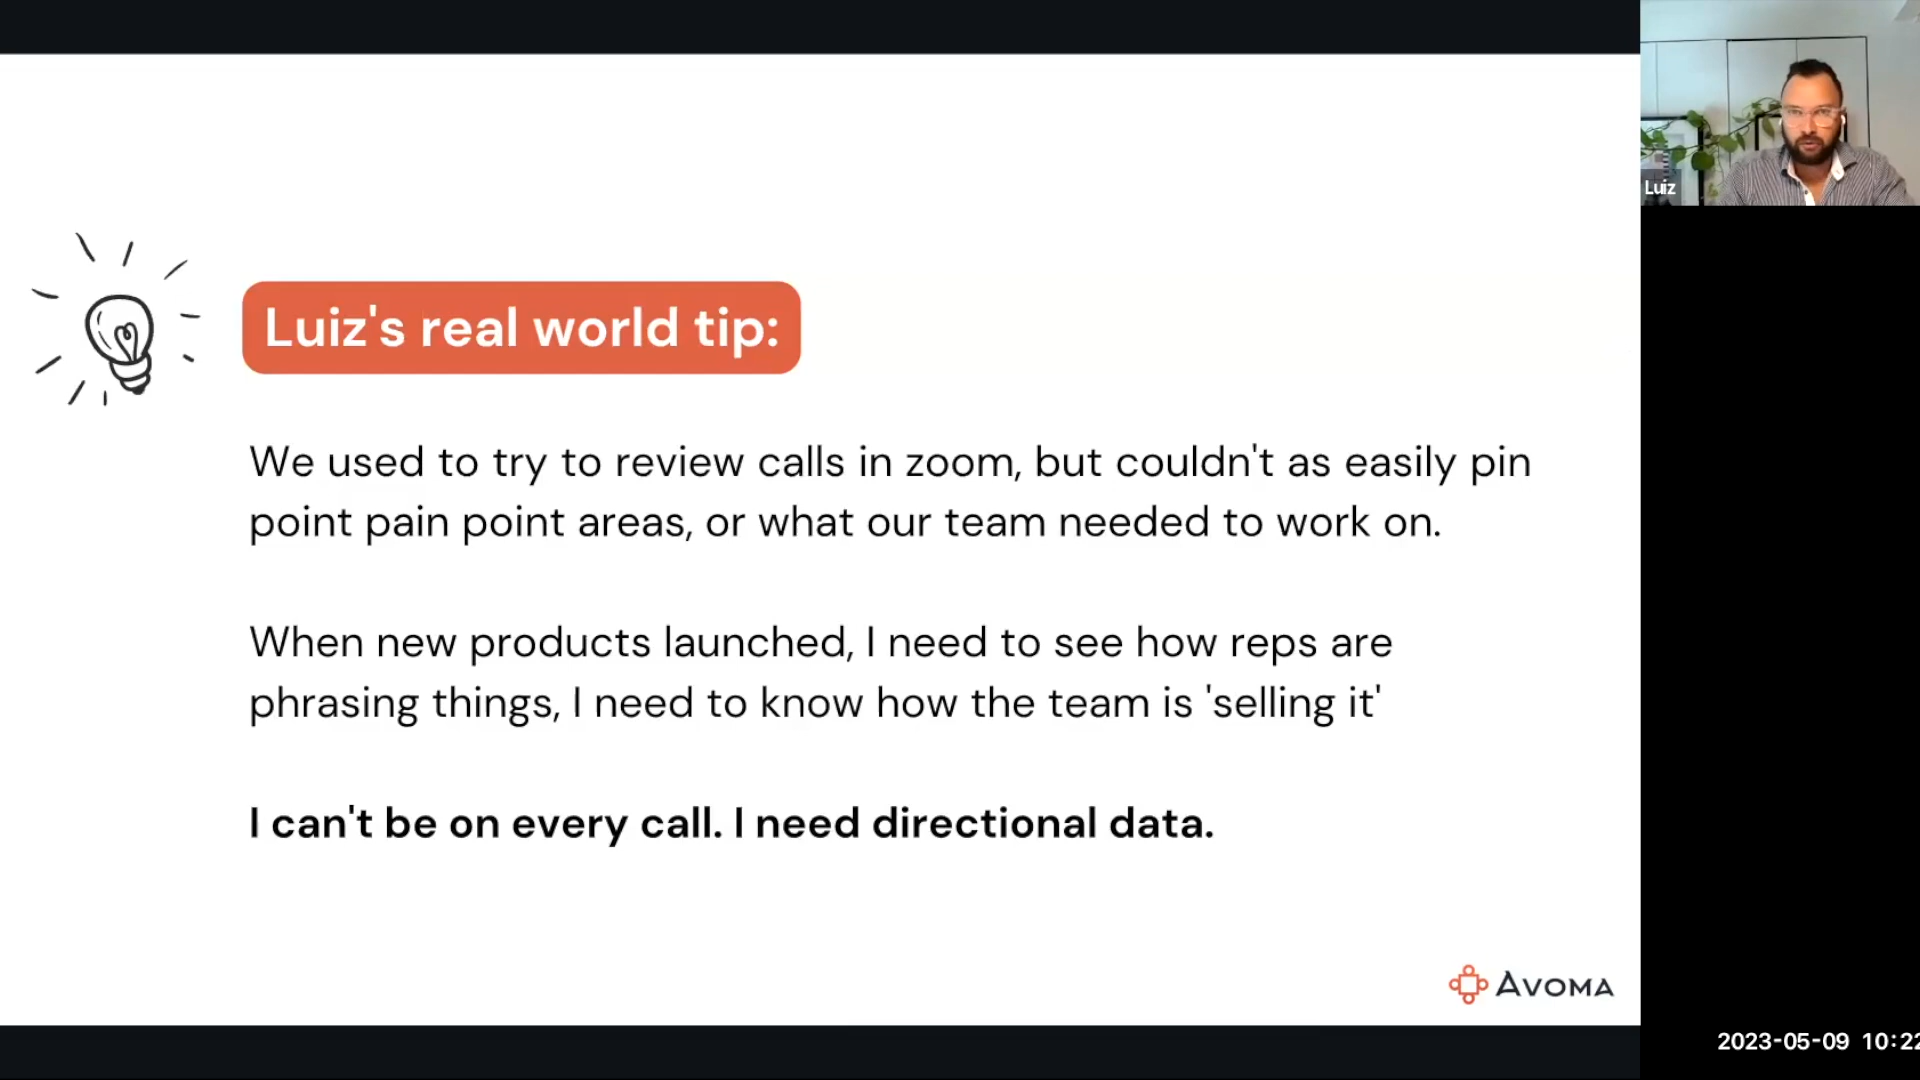 Luiz
Luiz's real world tip:
We used to try to review calls in zoom, but couldn't as easily pin
point pain point areas, or what our team needed to work on.
When new products launched, I need to see how reps are
phrasing things, I need to know how the team is 'selling it'
I can't be on every call. I need directional data.
AVOMA
2023-05-09 10:22